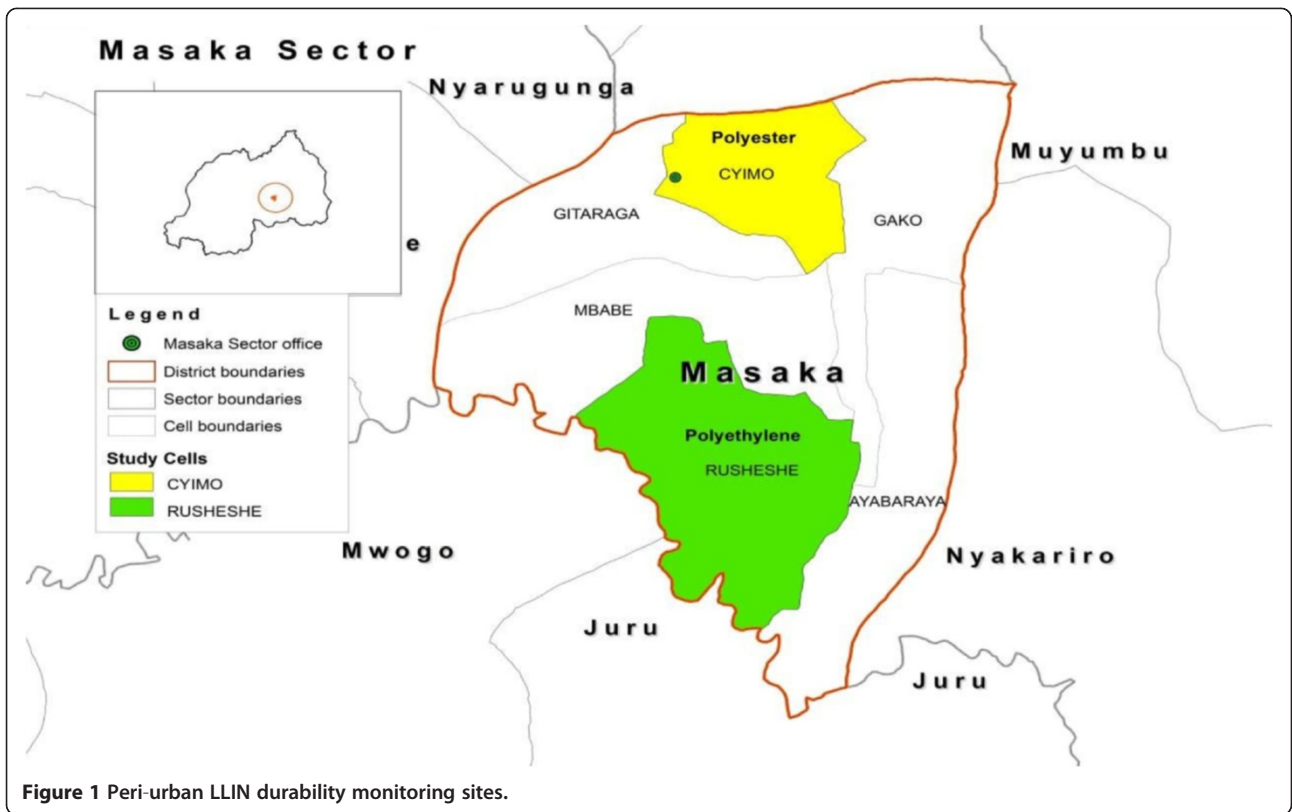 Masaka Sector
Nyarugunga
Muyumbu
Polyester
CYIMO
GITARAGA
GAKO
e
MBABE
Masaka
Polyethylene
RUSHESHE
AYABARAYA
Legend
Masaka Sector office
District boundaries
Sector boundaries
Cell boundaries
Study Cells
CYIMO
RUSHESHE
Mwogo
Nyakariro
Juru
Juru
Figure 1 Peri-urban LLIN durability monitoring sites.